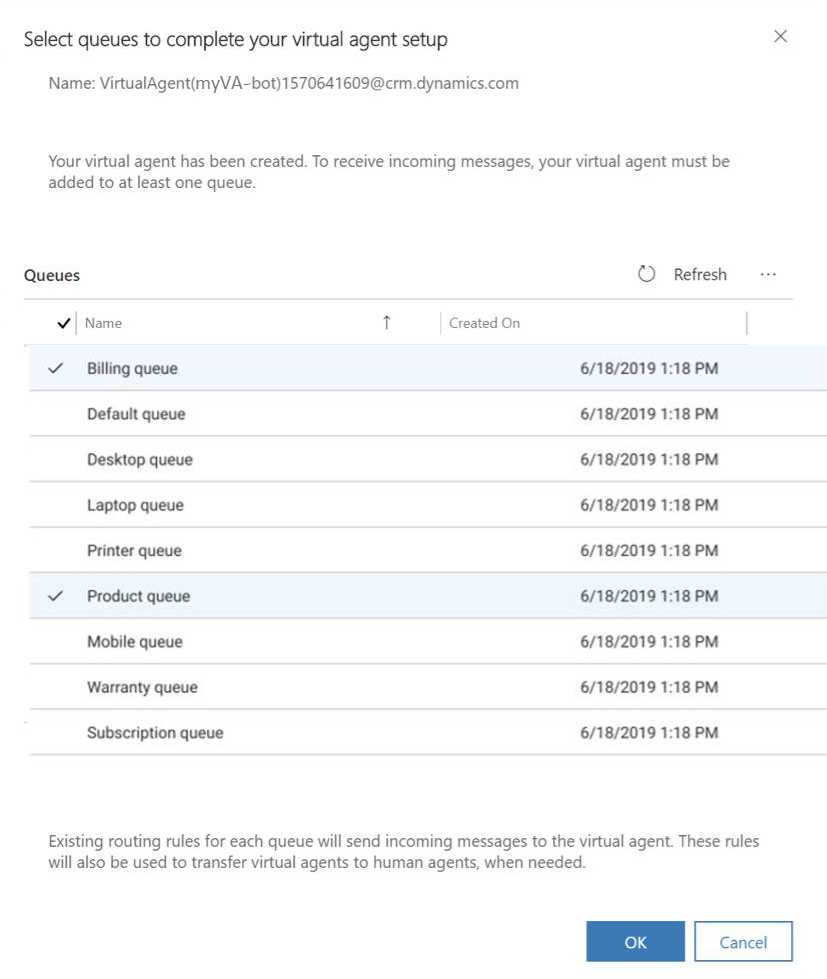 Select queues to complete your virtual agent setup
Name: VirtualAgent(myVA-bot)1570641609@crm.dynamics.com
Your virtual agent has been created. To receive incoming messages, your virtual agent must be
added to at least one queue.
Queues Refresh ...
Name ↑ Created On
Billing queue 6/18/2019 1:18 PM
Default queue 6/18/2019 1:18 PM
Desktop queue 6/18/2019 1:18 PM
Laptop queue 6/18/2019 1:18 PM
Printer queue 6/18/2019 1:18 PM
Product queue 6/18/2019 1:18 PM
Mobile queue 6/18/2019 1:18 PM
Warranty queue 6/18/2019 1:18 PM
Subscription queue 6/18/2019 1:18 PM
Existing routing rules for each queue will send incoming messages to the virtual agent. These rules
will also be used to transfer virtual agents to human agents, when needed.
OK Cancel